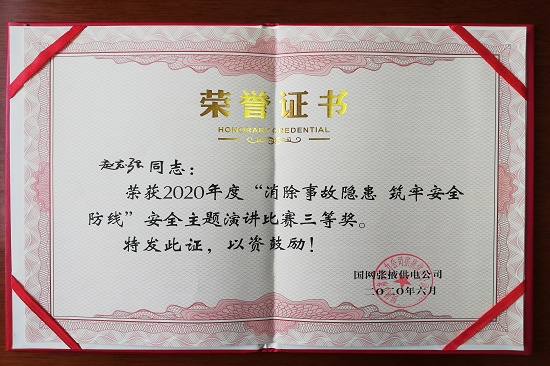 荣誉证书
HONORARY CREDENTIAL
同志：
荣获2020年度“消除事故隐患 筑牢安全
防线”安全主题演讲比赛三等奖。
特发此证，以资鼓励！
国网张掖供电公司
二〇二〇年六月